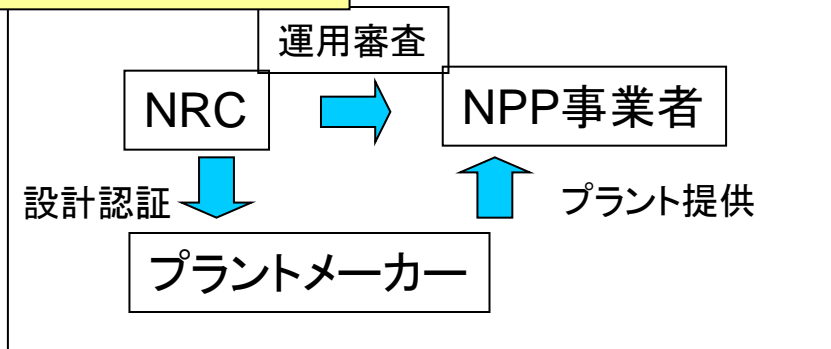 運用審査
NRC
NPP事業者
設計認証
プラント提供
プラントメーカー